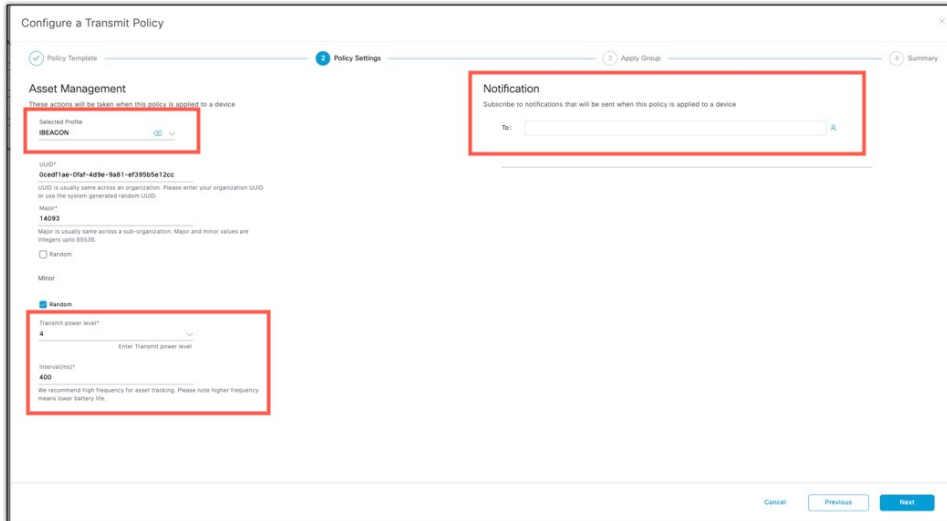 Configure a Transmit Policy
Policy Template
2 Policy Settings
3 Apply Group
4 Summary
Asset Management
These actions will be taken when this policy is applied to a device
Selected Profile
IBEACON
UUID*
0cedf1ae-0faf-4d9e-9a81-ef395b5e12cc
UUID is usually same across an organization. Please enter your organization UUID
or use the system generated random UUID.
Major*
14093
Major is usually same across a sub-organization. Major and minor values are
integers upto 65535.
Random
Minor
Random
Transmit power level*
4
Enter Transmit power level
Interval(ms)*
400
We recommend high frequency for asset tracking. Please note higher frequency
means lower battery life.
Notification
Subscribe to notifications that will be sent when this policy is applied to a device
To:
Cancel
Previous
Next